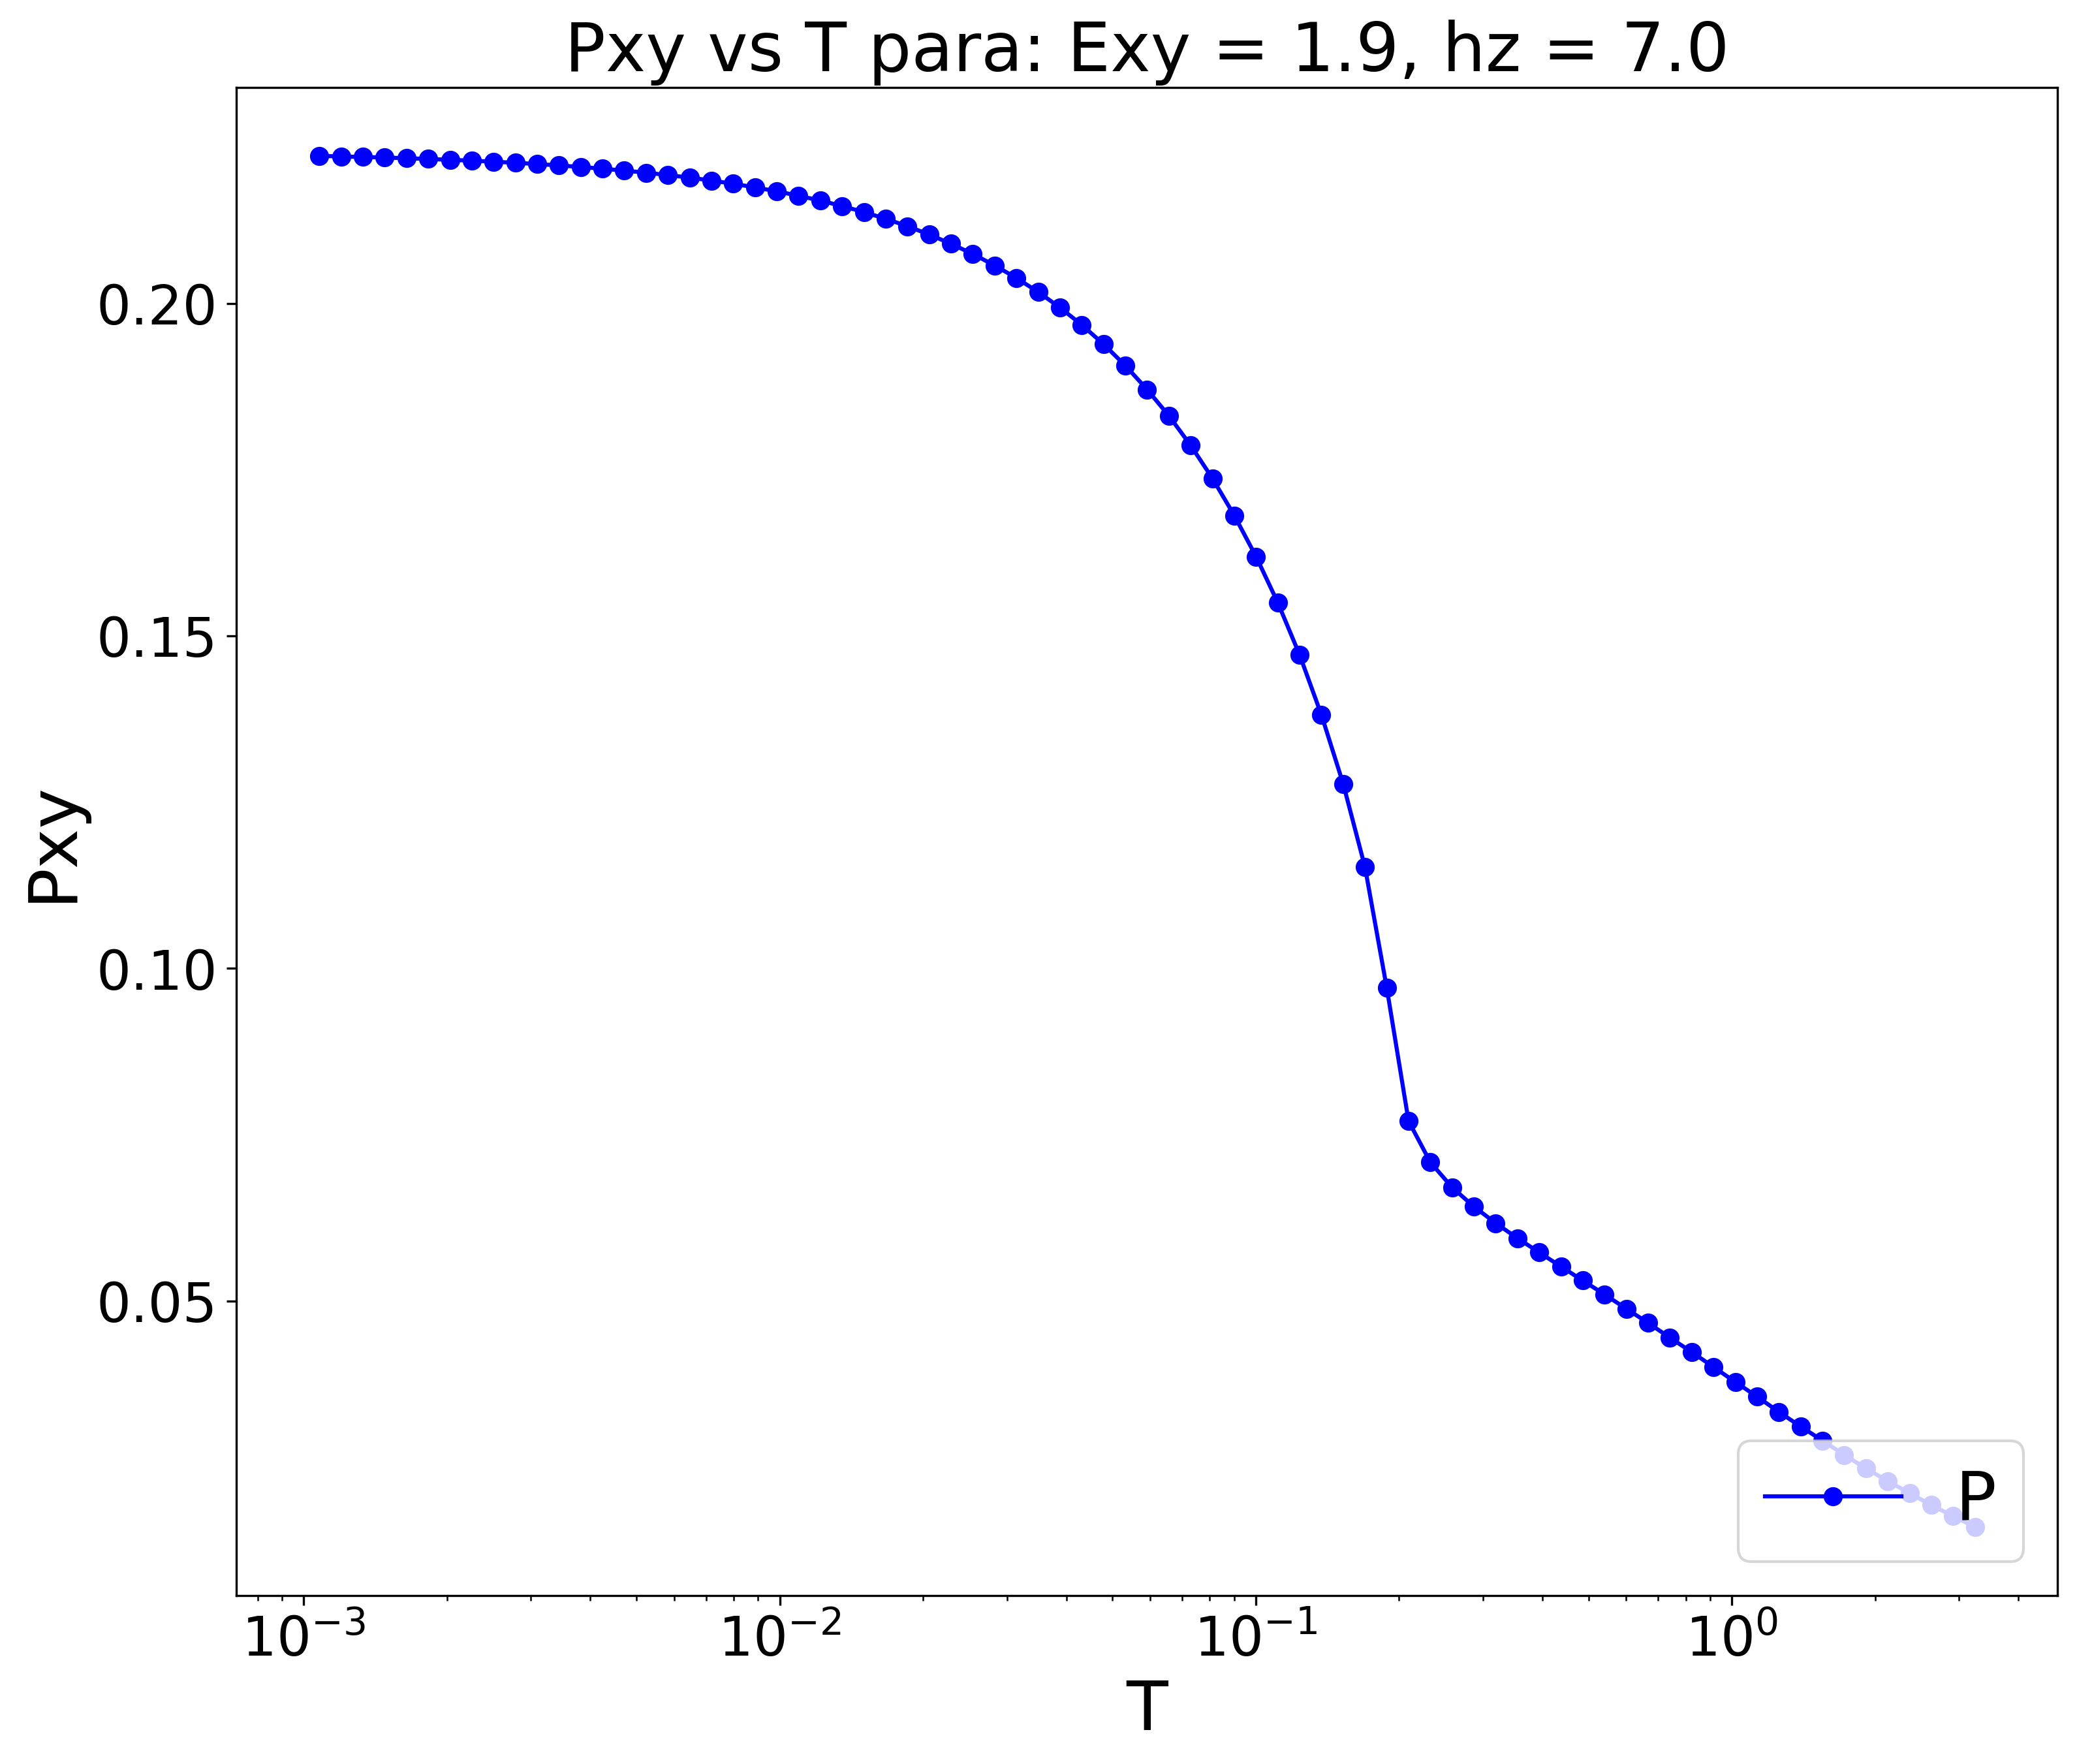 Pxy vs T para: Exy = 1.9, hz = 7.0
Pxy
0.20
0.15
0.10
0.05
P
10⁻³ 10⁻² 10⁻¹ 10⁰
T